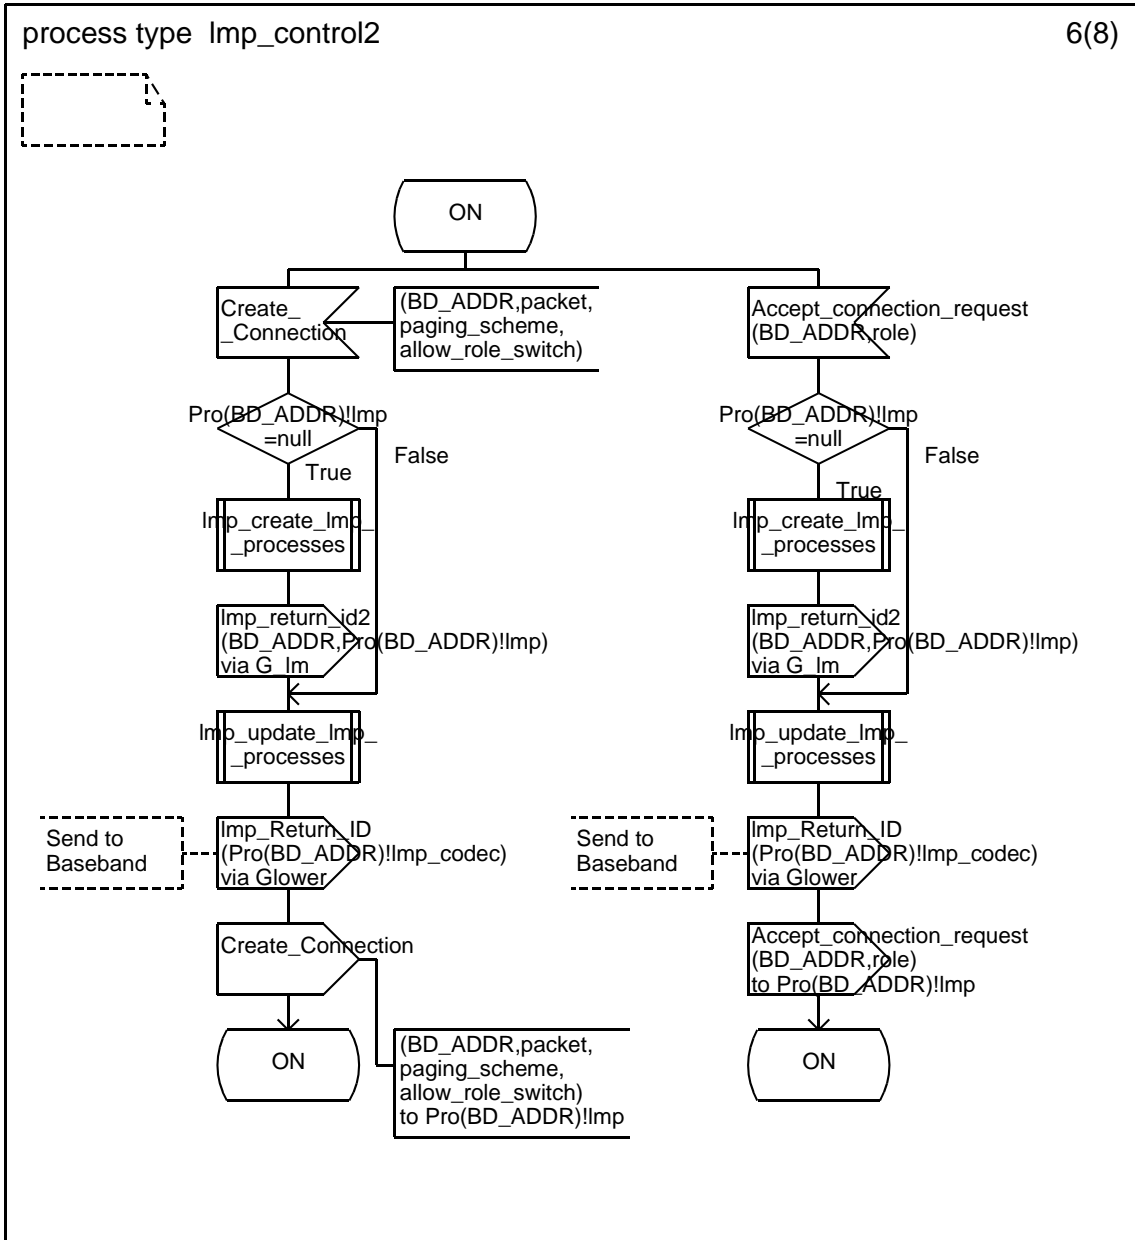 process type lmp_control2
6(8)
ON
Create_
_Connection
(BD_ADDR,packet,
paging_scheme,
allow_role_switch)
Pro(BD_ADDR)!lmp
=null
False
True
lmp_create_lmp_
_processes
lmp_return_id2
(BD_ADDR,Pro(BD_ADDR)!lmp)
via G_lm
lmp_update_lmp_
_processes
Send to
Baseband
lmp_Return_ID
(Pro(BD_ADDR)!lmp_codec)
via Glower
Create_Connection
ON
(BD_ADDR,packet,
paging_scheme,
allow_role_switch)
to Pro(BD_ADDR)!lmp
Accept_connection_request
(BD_ADDR,role)
Pro(BD_ADDR)!lmp
=null
False
True
lmp_create_lmp_
_processes
lmp_return_id2
(BD_ADDR,Pro(BD_ADDR)!lmp)
via G_lm
lmp_update_lmp_
_processes
Send to
Baseband
lmp_Return_ID
(Pro(BD_ADDR)!lmp_codec)
via Glower
Accept_connection_request
(BD_ADDR,role)
to Pro(BD_ADDR)!lmp
ON